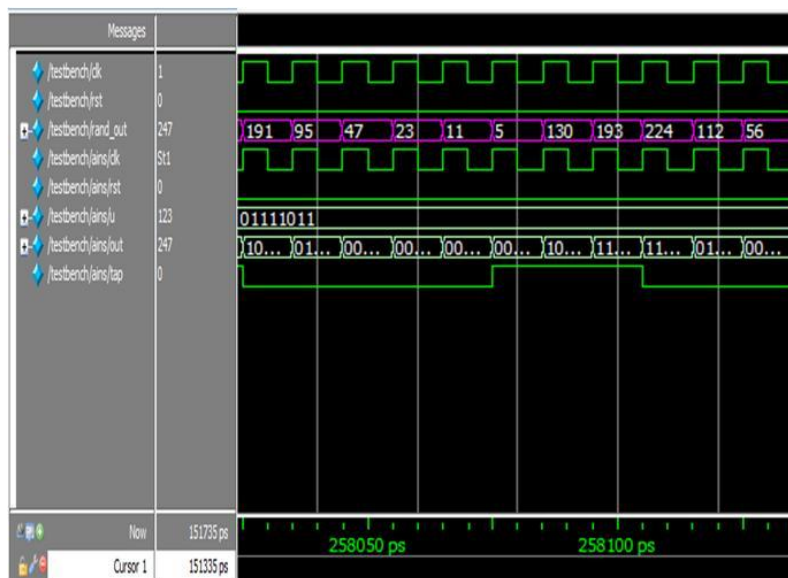 Messages
/testbench/clk 1
/testbench/rst 0
/testbench/rand_out 247 191 95 47 23 11 5 130 193 224 112 56
/testbench/ains/clk St1
/testbench/ains/rst 0
/testbench/ains/u 123 01111011
/testbench/ains/out 247 10... 01... 00... 00... 00... 00... 10... 11... 11... 01... 00...
/testbench/ains/tap 0
Now 151735 ps 258050 ps 258100 ps
Cursor 1 151335 ps